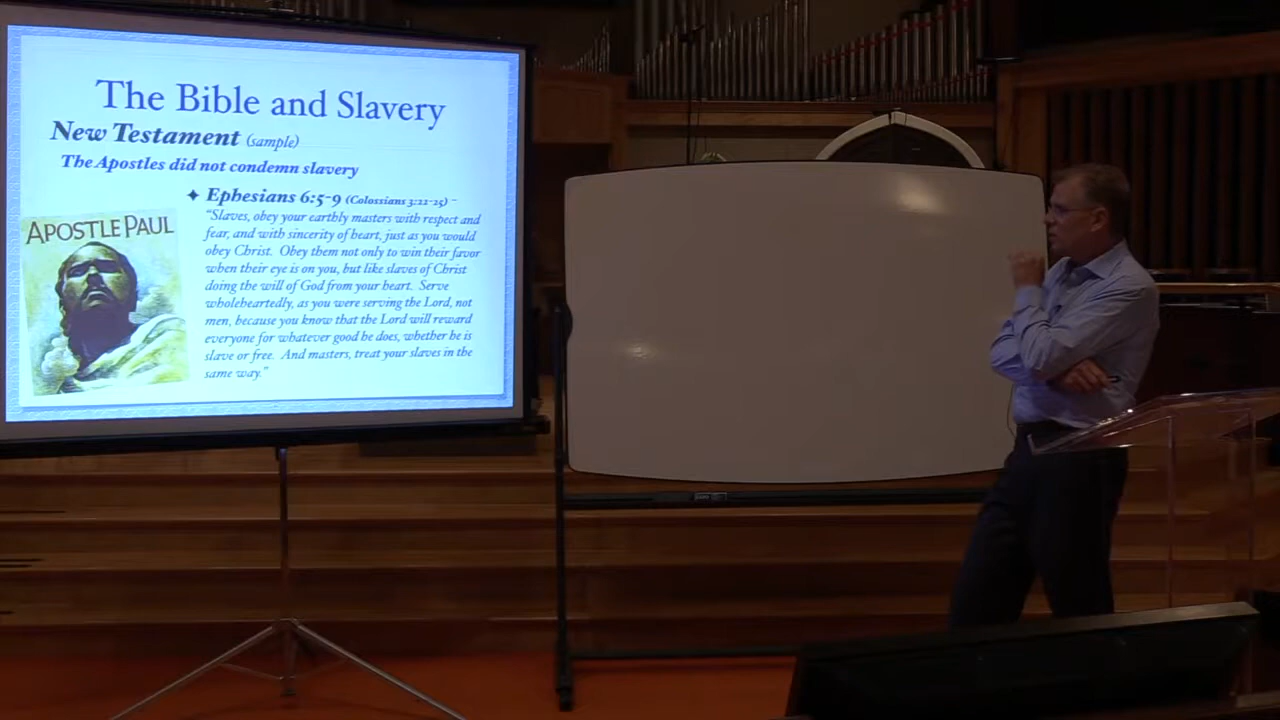 The Bible and Slavery
New Testament (sample)
The Apostles did not condemn slavery
✦ Ephesians 6:5-9 (Colossians 3:22-25) –
APOSTLE PAUL
"Slaves, obey your earthly masters with respect and
fear, and with sincerity of heart, just as you would
obey Christ. Obey them not only to win their favor
when their eye is on you, but like slaves of Christ
doing the will of God from your heart. Serve
wholeheartedly, as you were serving the Lord, not
men, because you know that the Lord will reward
everyone for whatever good he does, whether he is
slave or free. And masters, treat your slaves in the
same way."